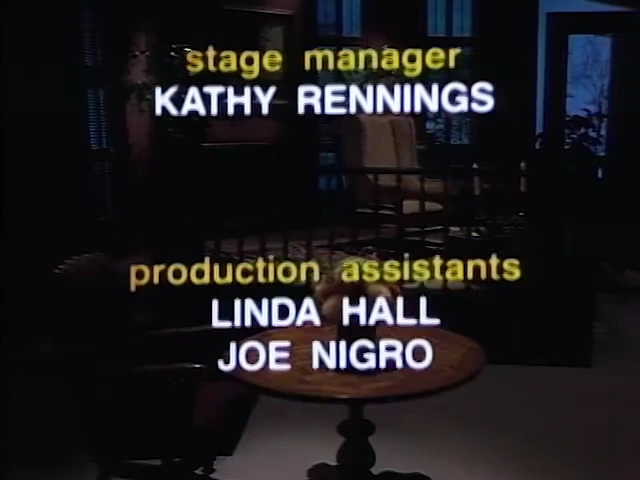 stage manager
KATHY RENNINGS
production assistants
LINDA HALL
JOE NIGRO